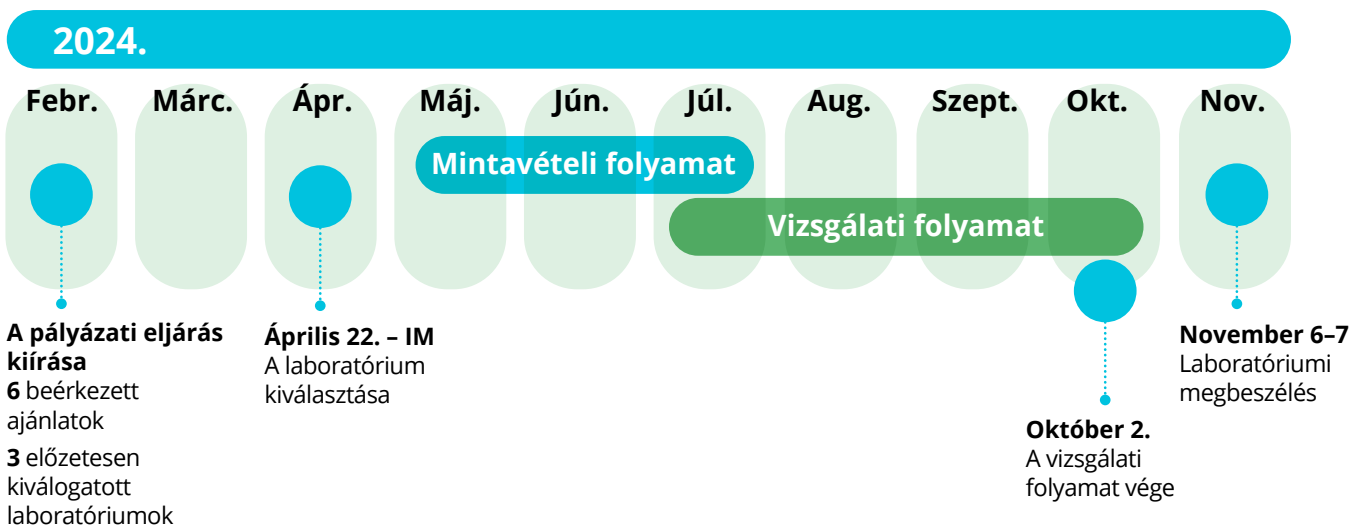 2024.
Febr.
Márc.
Ápr.
Máj.
Jún.
Júl.
Aug.
Szept.
Okt.
Nov.
Mintavételi folyamat
Vizsgálati folyamat
A pályázati eljárás
kiírása
6 beérkezett
ajánlatok
3 előzetesen
kiválogatott
laboratóriumok
Április 22. – IM
A laboratórium
kiválasztása
Október 2.
A vizsgálati
folyamat vége
November 6–7
Laboratóriumi
megbeszélés